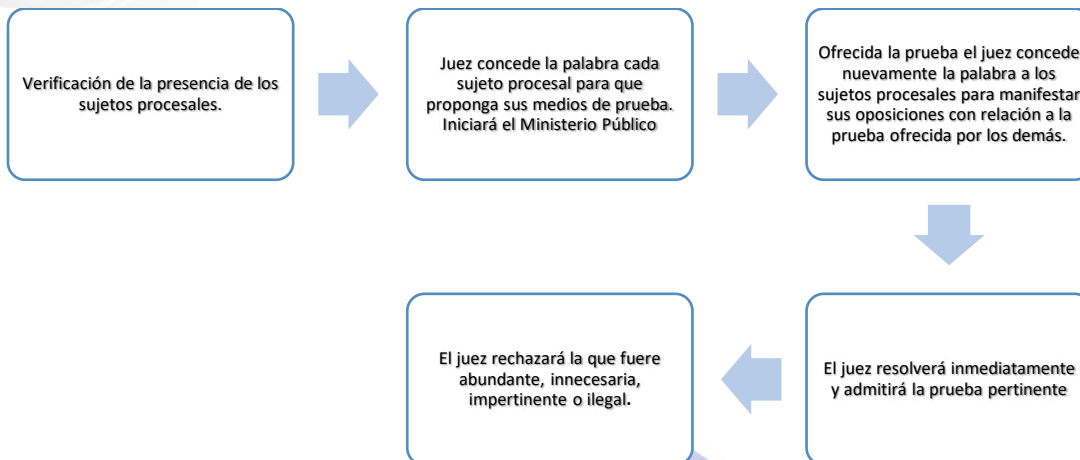 Verificación de la presencia de los
sujetos procesales.
Juez concede la palabra cada
sujeto procesal para que
proponga sus medios de prueba.
Iniciará el Ministerio Público
Ofrecida la prueba el juez concede
nuevamente la palabra a los
sujetos procesales para manifestar
sus oposiciones con relación a la
prueba ofrecida por los demás.
El juez resolverá inmediatamente
y admitirá la prueba pertinente
El juez rechazará la que fuere
abundante, innecesaria,
impertinente o ilegal.